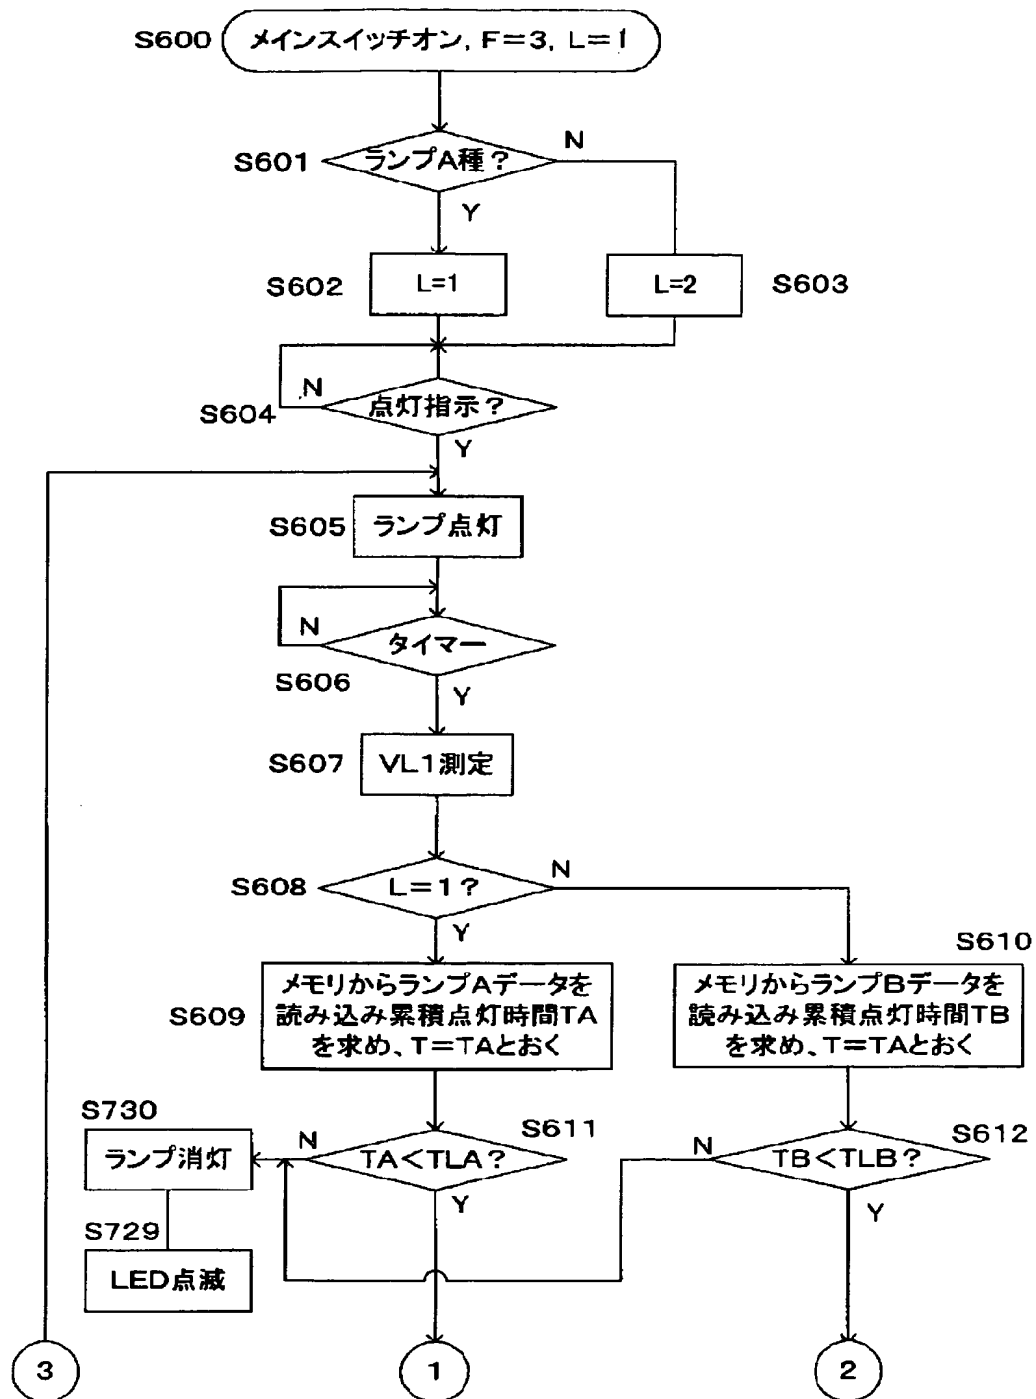 S600 メインスイッチオン, F=3, L=1
S601 ランプA種?
N
Y
S602 L=1
L=2 S603
N
S604 点灯指示?
Y
S605 ランプ点灯
N
タイマー
S606
Y
S607 VL1測定
S608 L=1?
N
Y
S609
メモリからランプAデータを
読み込み累積点灯時間TA
を求め、T=TAとおく
S610
メモリからランプBデータを
読み込み累積点灯時間TB
を求め、T=TAとおく
S611
TA<TLA?
N
Y
S612
TB<TLB?
N
Y
S730
ランプ消灯
S729
LED点滅
3
1
2